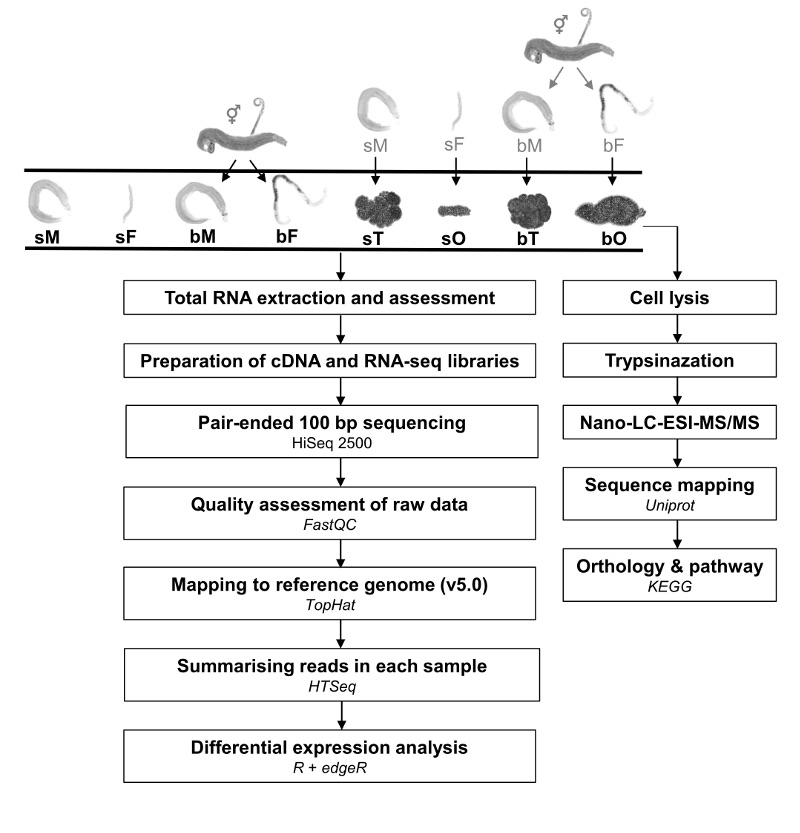 ⚥
⚥
sM
sF
bM
bF
sM
sF
bM
bF
sT
sO
bT
bO
Total RNA extraction and assessment
Preparation of cDNA and RNA-seq libraries
Pair-ended 100 bp sequencing
HiSeq 2500
Quality assessment of raw data
FastQC
Mapping to reference genome (v5.0)
TopHat
Summarising reads in each sample
HTSeq
Differential expression analysis
R + edgeR
Cell lysis
Trypsinazation
Nano-LC-ESI-MS/MS
Sequence mapping
Uniprot
Orthology & pathway
KEGG